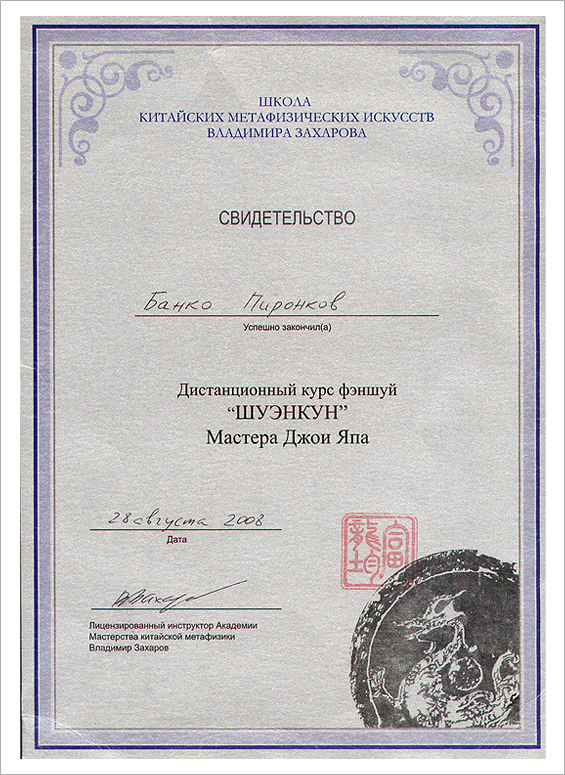 ШКОЛА
КИТАЙСКИХ МЕТАФИЗИЧЕСКИХ ИСКУССТВ
ВЛАДИМИРА ЗАХАРОВА
СВИДЕТЕЛЬСТВО
Банко Пиронков
Успешно закончил(а)
Дистанционный курс фэншуй
“ШУЭНКУН”
Мастера Джои Япа
28 августа 2008
Дата
Лицензированный инструктор Академии
Мастерства китайской метафизики
Владимир Захаров